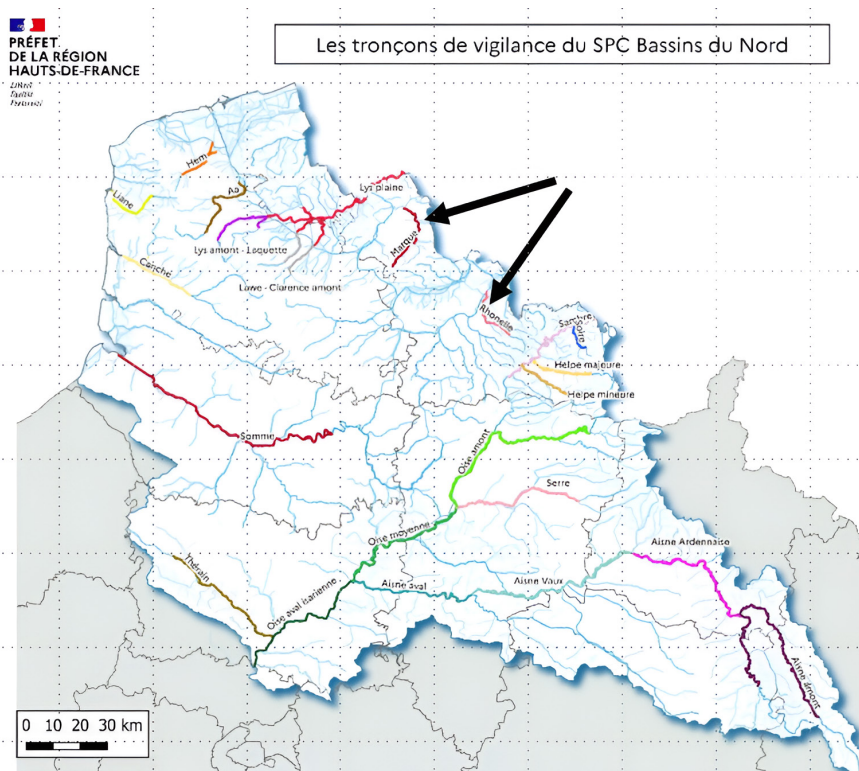 PRÉFET
DE LA RÉGION
HAUTS-DE-FRANCE
Les tronçons de vigilance du SPC Bassins du Nord
Hem
Aa
Liane
Lys plaine
Lys amont - Laquette
Marque
Canche
Lawe - Clarence amont
Rhonelle
Sambre
Solre
Helpe majeure
Helpe mineure
Somme
Oise amont
Serre
Oise moyenne
Aisne Ardennaise
Thérain
Aisne aval
Aisne Vaux
Oise aval isarienne
Aisne amont
0 10 20 30 km